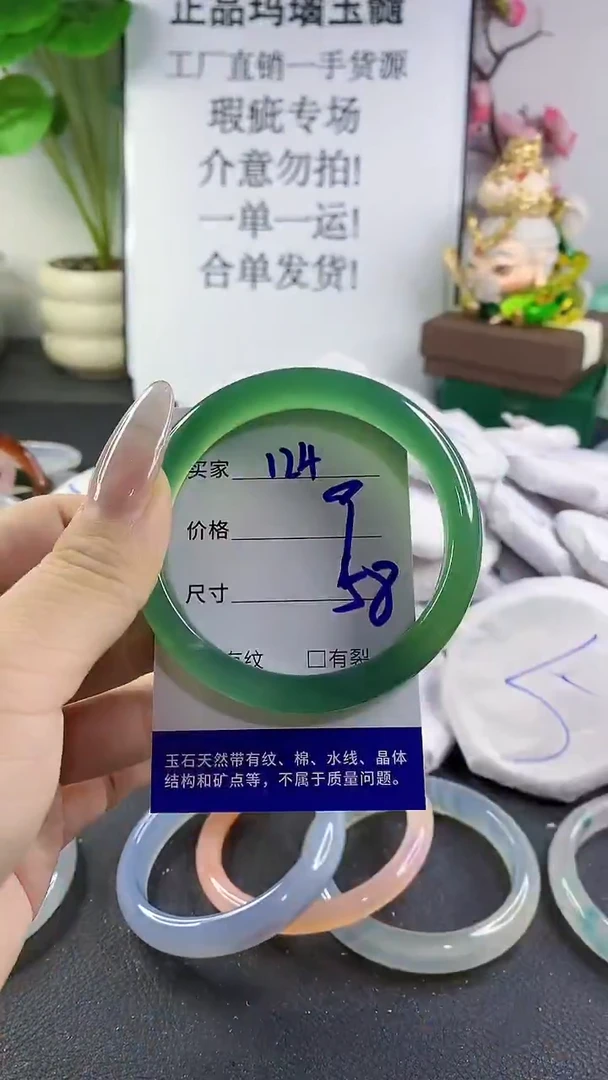 正品玛瑙玉髓
工厂直销一手货源
瑕疵专场
介意勿拍!
一单一运!
合单发货!
买家 124
价格
尺寸 58
有纹 □有裂
玉石天然带有纹、棉、水线、晶体
结构和矿点等，不属于质量问题。